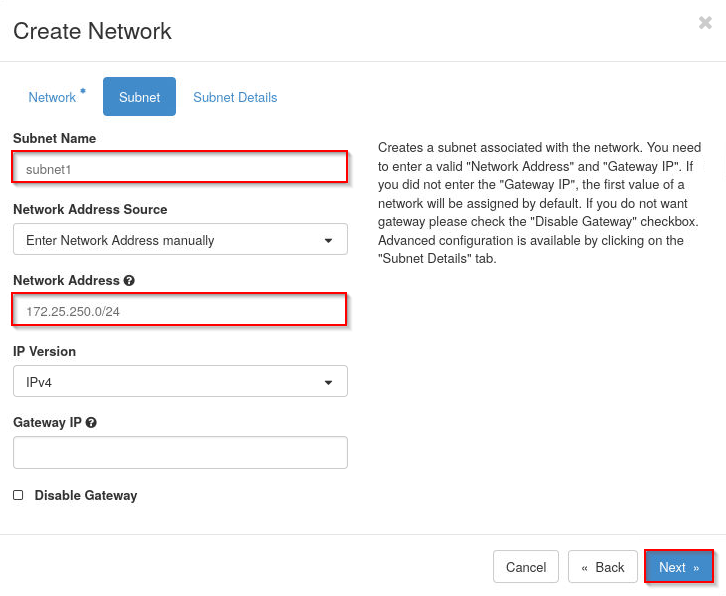 Create Network
✖
Network *
Subnet
Subnet Details
Subnet Name
subnet1
Network Address Source
Enter Network Address manually
Network Address ?
172.25.250.0/24
IP Version
IPv4
Gateway IP ?
Disable Gateway
Creates a subnet associated with the network. You need
to enter a valid "Network Address" and "Gateway IP". If
you did not enter the "Gateway IP", the first value of a
network will be assigned by default. If you do not want
gateway please check the "Disable Gateway" checkbox.
Advanced configuration is available by clicking on the
"Subnet Details" tab.
Cancel
« Back
Next »